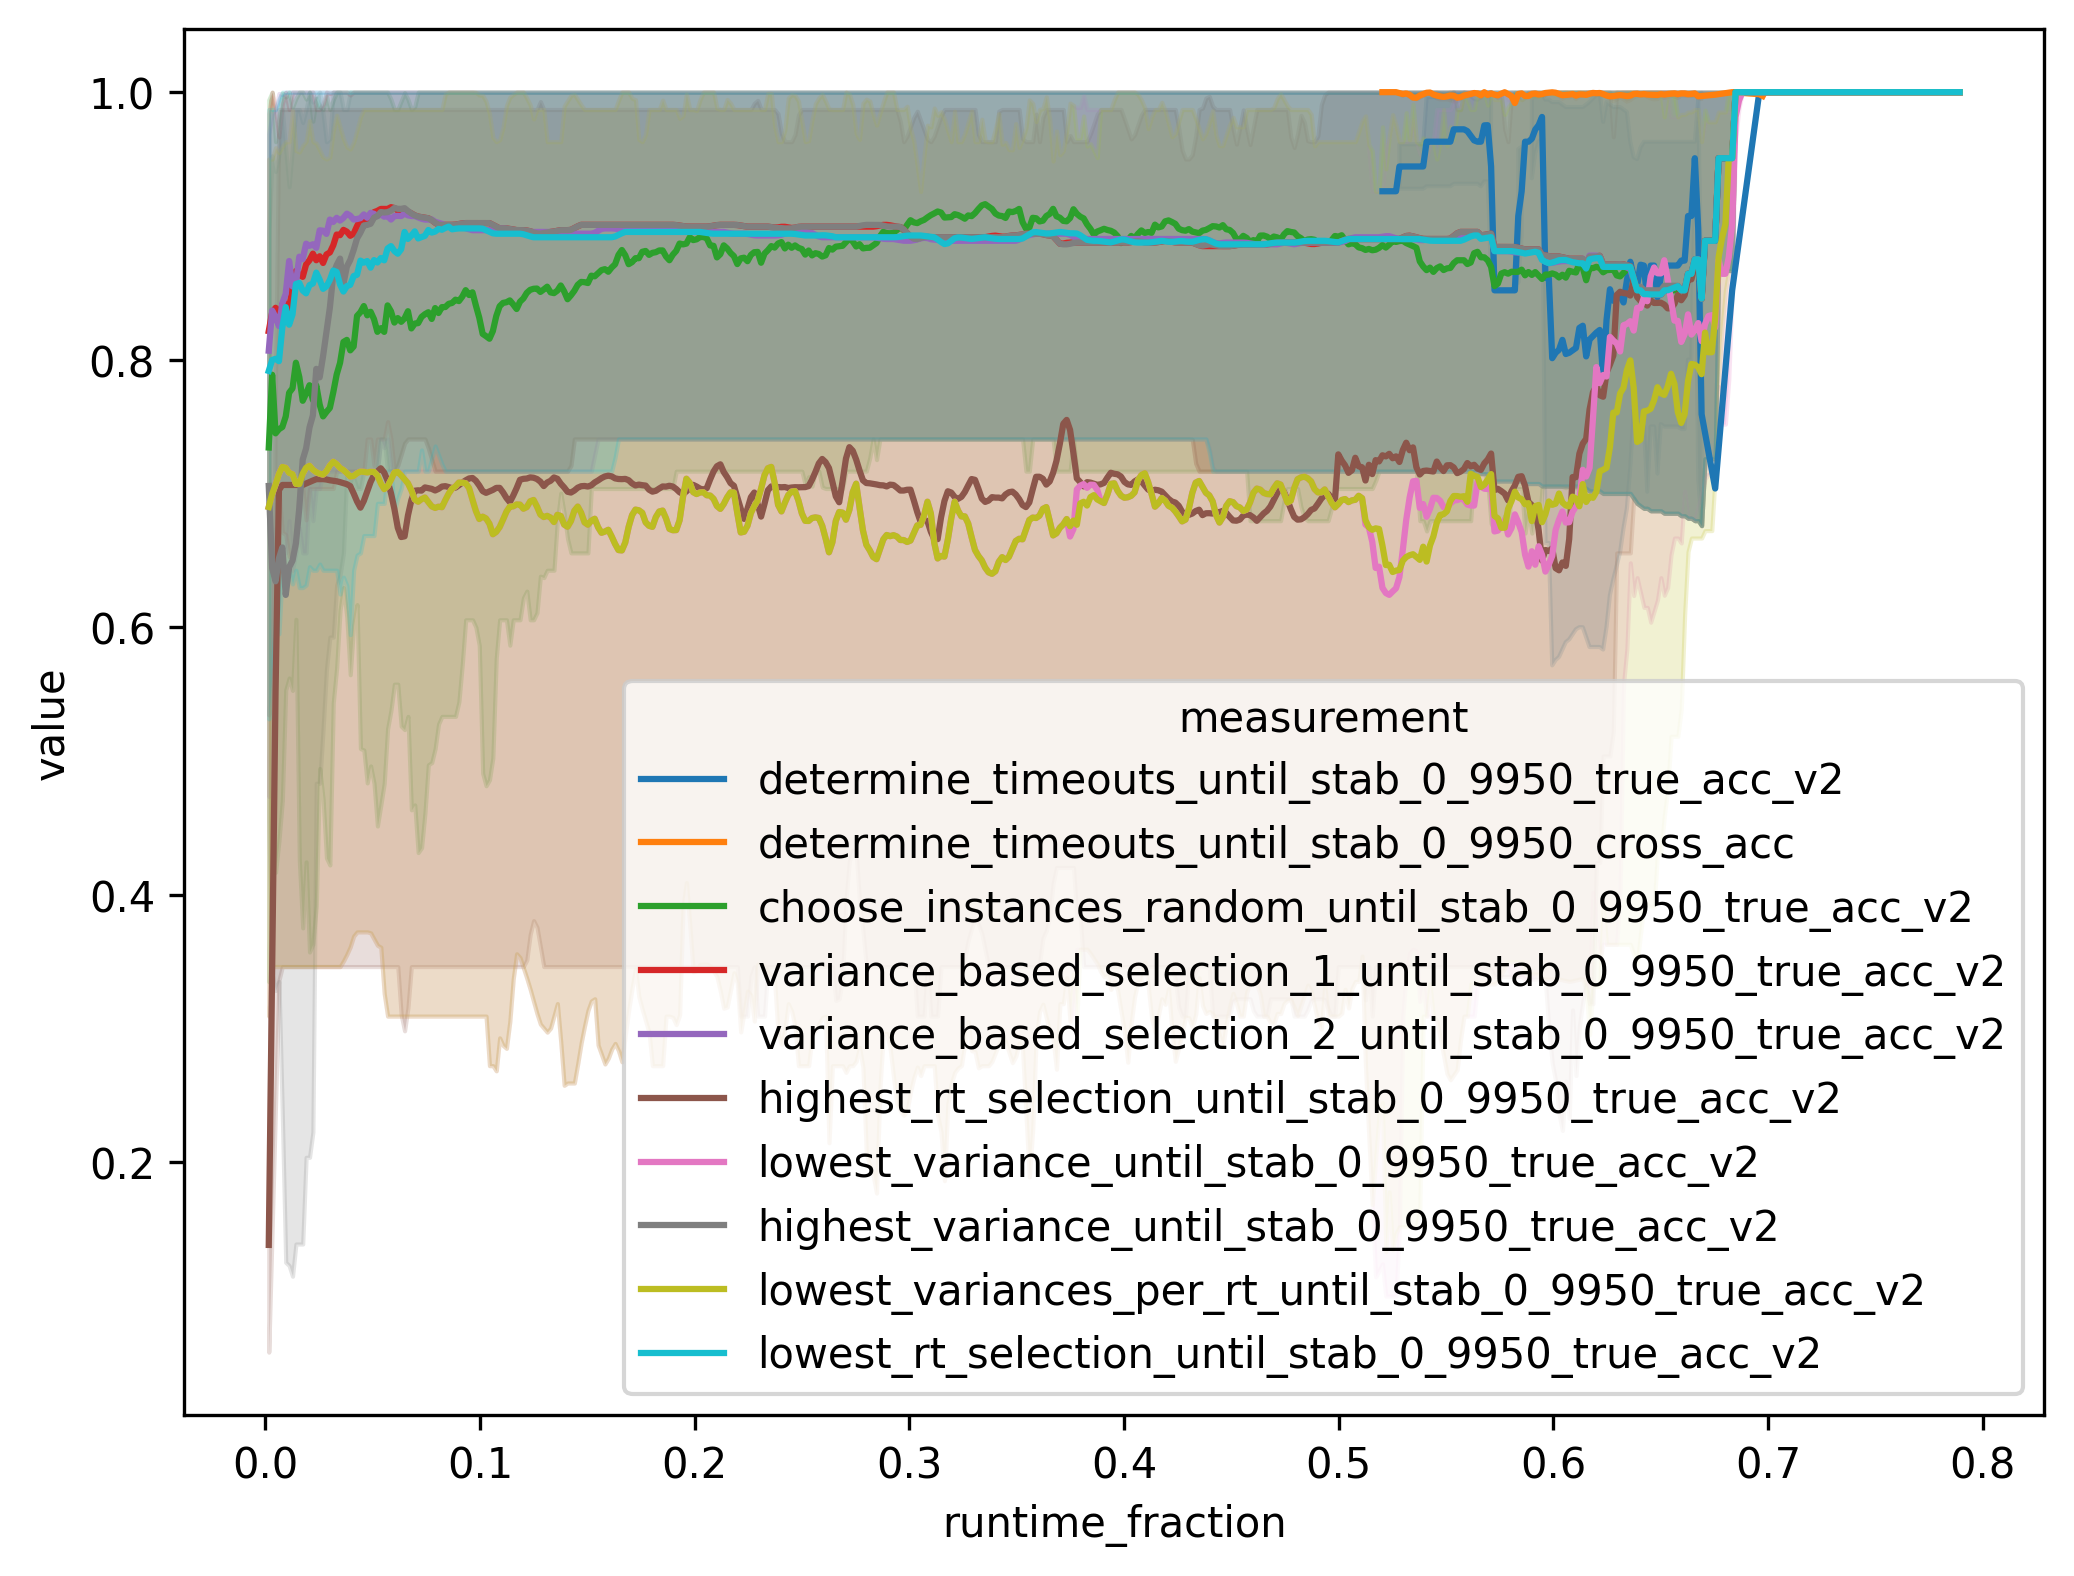 1.0
0.8
0.6
0.4
0.2
value
measurement
determine_timeouts_until_stab_0_9950_true_acc_v2
determine_timeouts_until_stab_0_9950_cross_acc
choose_instances_random_until_stab_0_9950_true_acc_v2
variance_based_selection_1_until_stab_0_9950_true_acc_v2
variance_based_selection_2_until_stab_0_9950_true_acc_v2
highest_rt_selection_until_stab_0_9950_true_acc_v2
lowest_variance_until_stab_0_9950_true_acc_v2
highest_variance_until_stab_0_9950_true_acc_v2
lowest_variances_per_rt_until_stab_0_9950_true_acc_v2
lowest_rt_selection_until_stab_0_9950_true_acc_v2
0.0 0.1 0.2 0.3 0.4 0.5 0.6 0.7 0.8
runtime_fraction